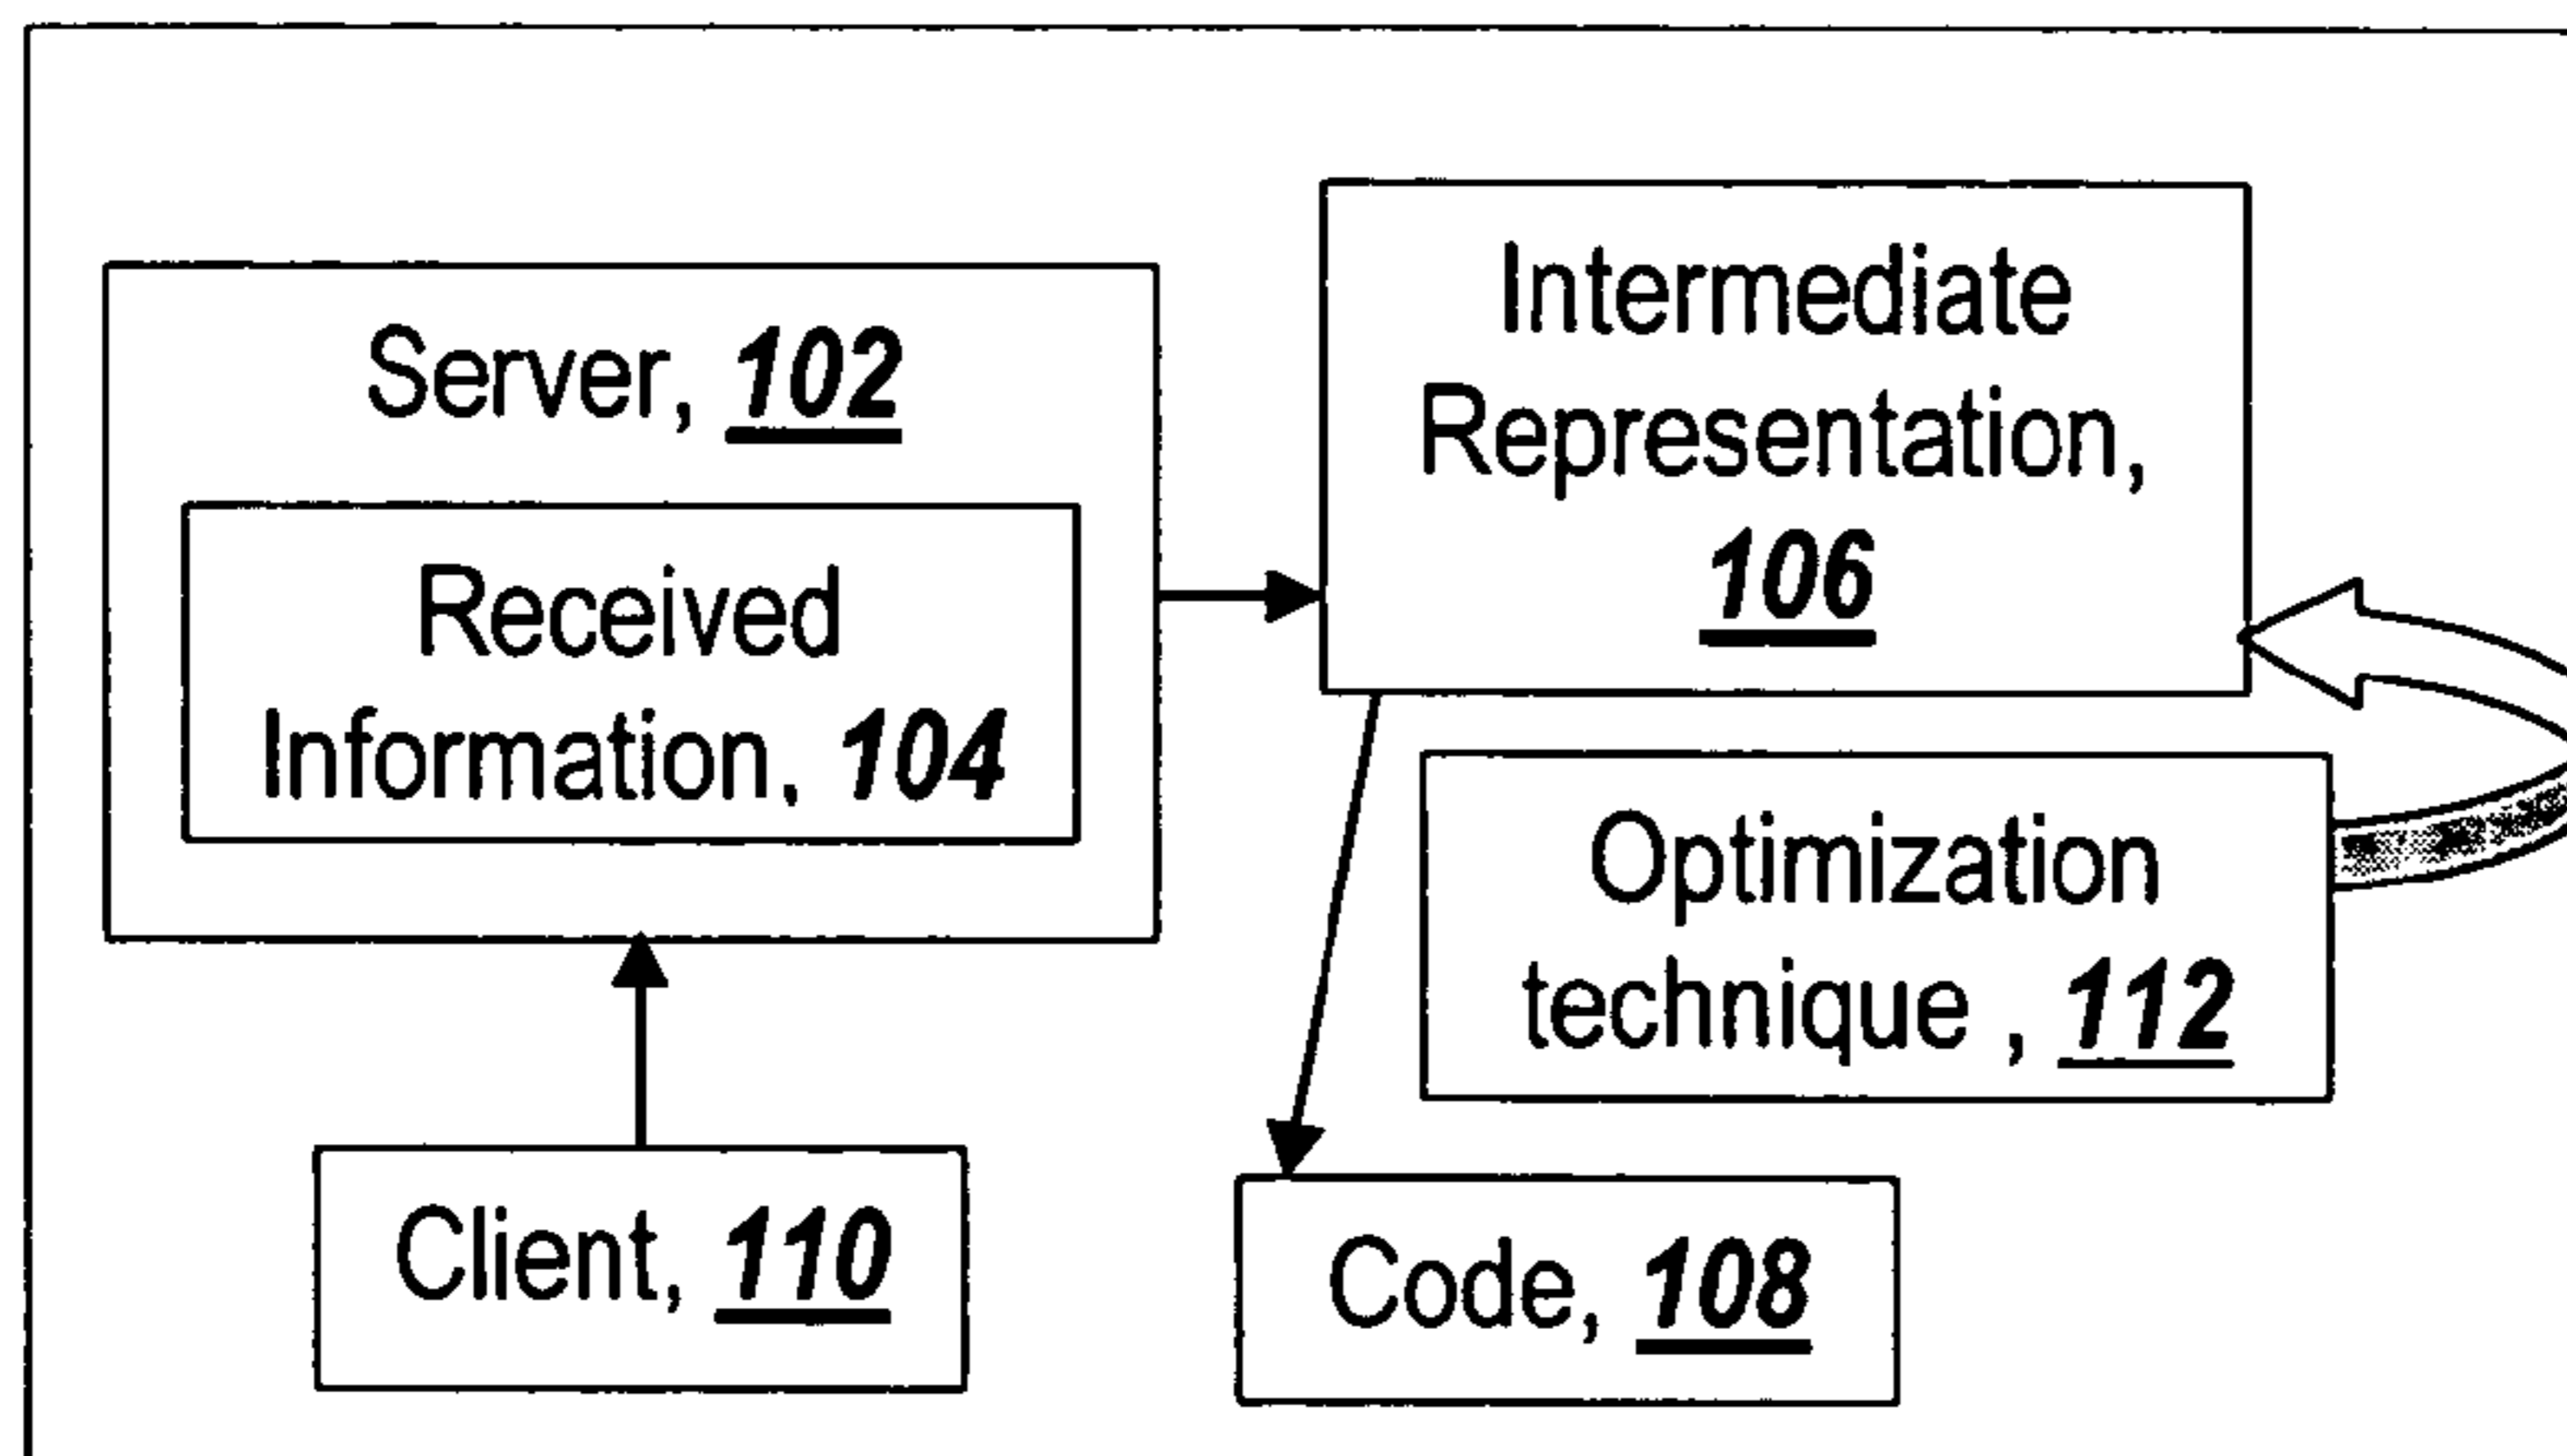 Server, 102
Received
Information, 104
Intermediate
Representation,
106
Optimization
technique , 112
Client, 110
Code, 108